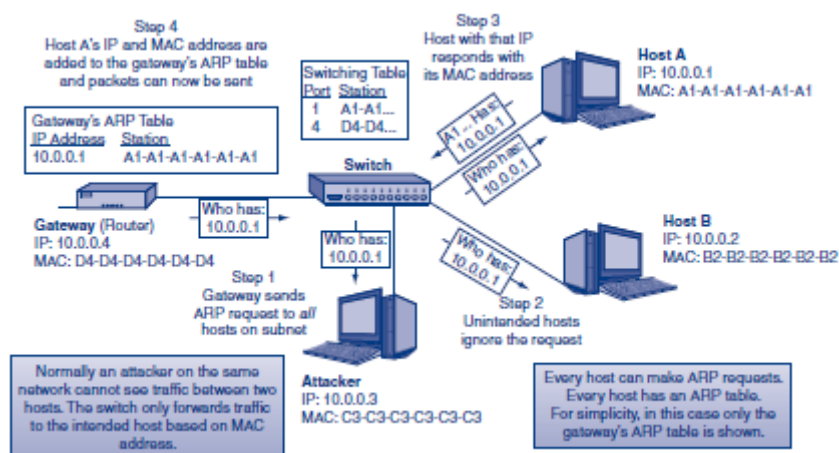 Step 4
Host A's IP and MAC address are
added to the gateway's ARP table
and packets can now be sent
Gateway's ARP Table
IP Address Station
10.0.0.1 A1-A1-A1-A1-A1-A1
Switching Table
Port Station
1 A1-A1...
4 D4-D4...
Step 3
Host with that IP
responds with
its MAC address
Host A
IP: 10.0.0.1
MAC: A1-A1-A1-A1-A1-A1
A1... Has:
10.0.0.1
Who has:
10.0.0.1
Switch
Gateway (Router)
IP: 10.0.0.4
MAC: D4-D4-D4-D4-D4-D4
Who has:
10.0.0.1
Who has:
10.0.0.1
Who has:
10.0.0.1
Host B
IP: 10.0.0.2
MAC: B2-B2-B2-B2-B2-B2
Step 1
Gateway sends
ARP request to all
hosts on subnet
Step 2
Unintended hosts
ignore the request
Attacker
IP: 10.0.0.3
MAC: C3-C3-C3-C3-C3-C3
Normally an attacker on the same
network cannot see traffic between two
hosts. The switch only forwards traffic
to the intended host based on MAC
address.
Every host can make ARP requests.
Every host has an ARP table.
For simplicity, in this case only the
gateway's ARP table is shown.